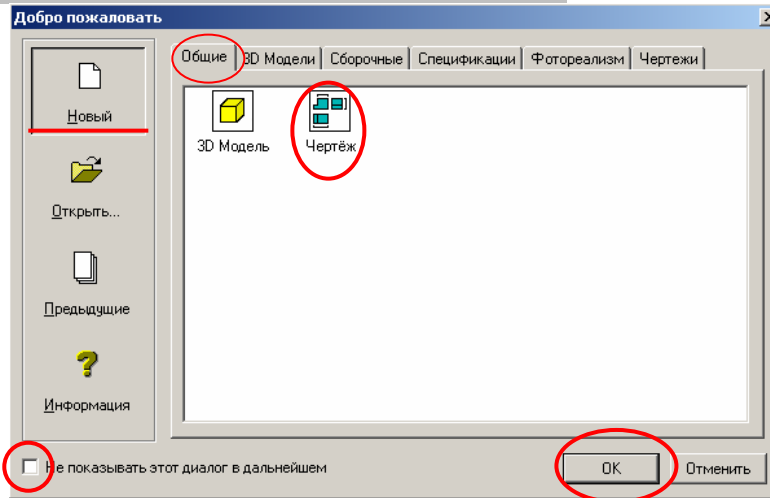 Добро пожаловать
Новый
Открыть...
Предыдущие
Информация
Общие 3D Модели Сборочные Спецификации Фотореализм Чертежи
3D Модель Чертёж
Не показывать этот диалог в дальнейшем
OK Отменить